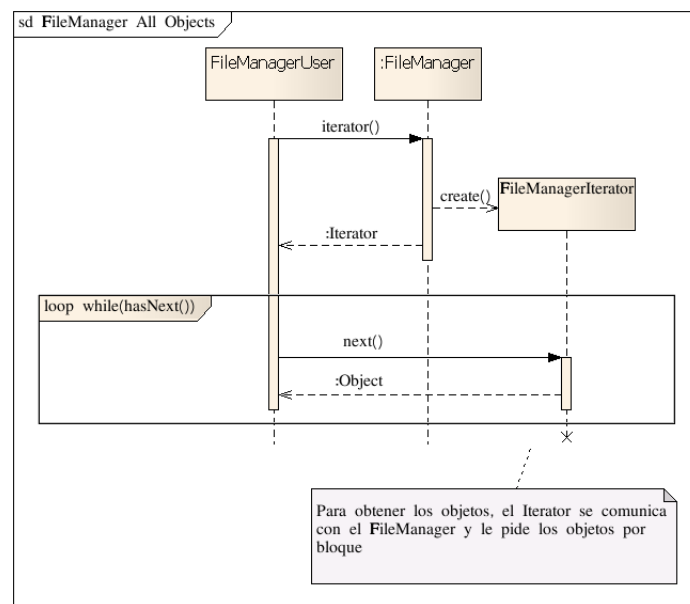 sd FileManager All Objects
FileManagerUser
:FileManager
iterator()
create()
FileManagerIterator
:Iterator
loop while(hasNext())
next()
:Object
Para obtener los objetos, el Iterator se comunica
con el FileManager y le pide los objetos por
bloque